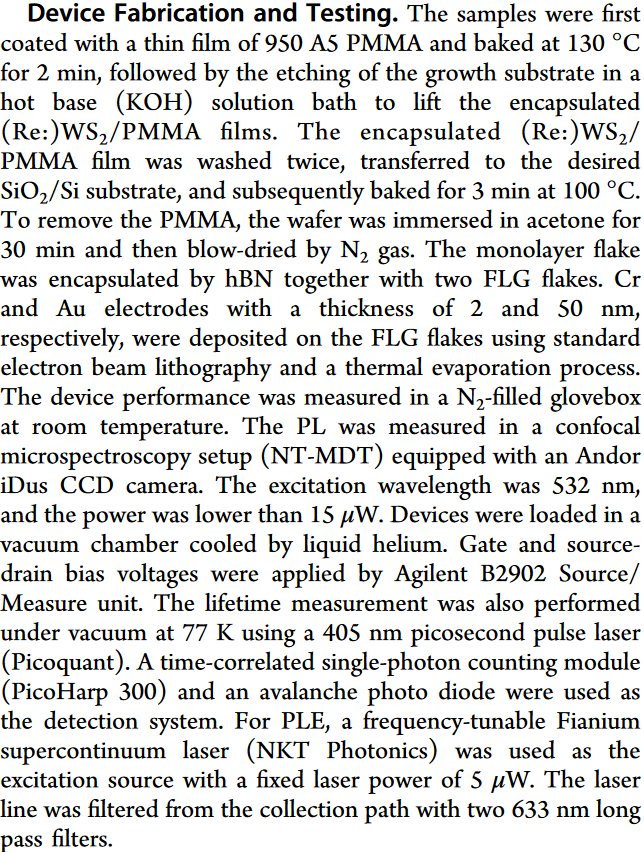 Device Fabrication and Testing. The samples were first
coated with a thin film of 950 A5 PMMA and baked at 130 °C
for 2 min, followed by the etching of the growth substrate in a
hot base (KOH) solution bath to lift the encapsulated
(Re:)WS₂/PMMA films. The encapsulated (Re:)WS₂/
PMMA film was washed twice, transferred to the desired
SiO₂/Si substrate, and subsequently baked for 3 min at 100 °C.
To remove the PMMA, the wafer was immersed in acetone for
30 min and then blow-dried by N₂ gas. The monolayer flake
was encapsulated by hBN together with two FLG flakes. Cr
and Au electrodes with a thickness of 2 and 50 nm,
respectively, were deposited on the FLG flakes using standard
electron beam lithography and a thermal evaporation process.
The device performance was measured in a N₂-filled glovebox
at room temperature. The PL was measured in a confocal
microspectroscopy setup (NT-MDT) equipped with an Andor
iDus CCD camera. The excitation wavelength was 532 nm,
and the power was lower than 15 μW. Devices were loaded in a
vacuum chamber cooled by liquid helium. Gate and source-
drain bias voltages were applied by Agilent B2902 Source/
Measure unit. The lifetime measurement was also performed
under vacuum at 77 K using a 405 nm picosecond pulse laser
(Picoquant). A time-correlated single-photon counting module
(PicoHarp 300) and an avalanche photo diode were used as
the detection system. For PLE, a frequency-tunable Fianium
supercontinuum laser (NKT Photonics) was used as the
excitation source with a fixed laser power of 5 μW. The laser
line was filtered from the collection path with two 633 nm long
pass filters.